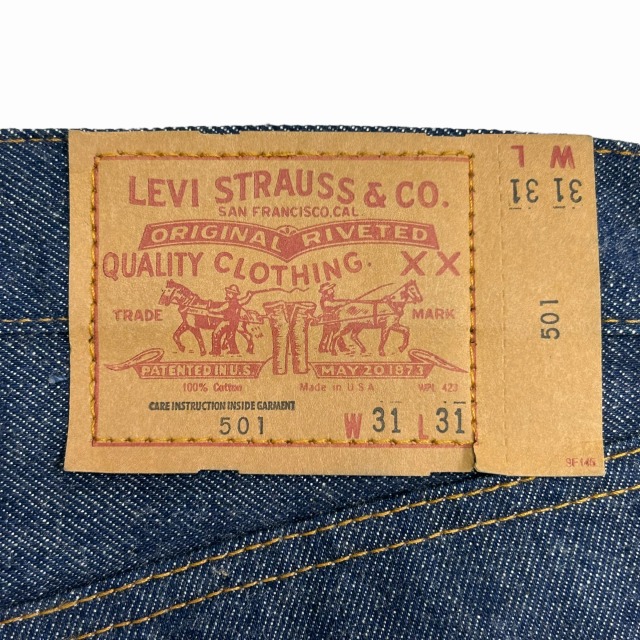 LEVI STRAUSS & CO.
SAN FRANCISCO, CAL.
ORIGINAL RIVETED
QUALITY CLOTHING. XX
TRADE MARK
PATENTED IN U.S. MAY 20 1873
100% Cotton Made in U.S.A. WPL 423
CARE INSTRUCTION INSIDE GARMENT
501 W 31 L 31
W L
31 31
501